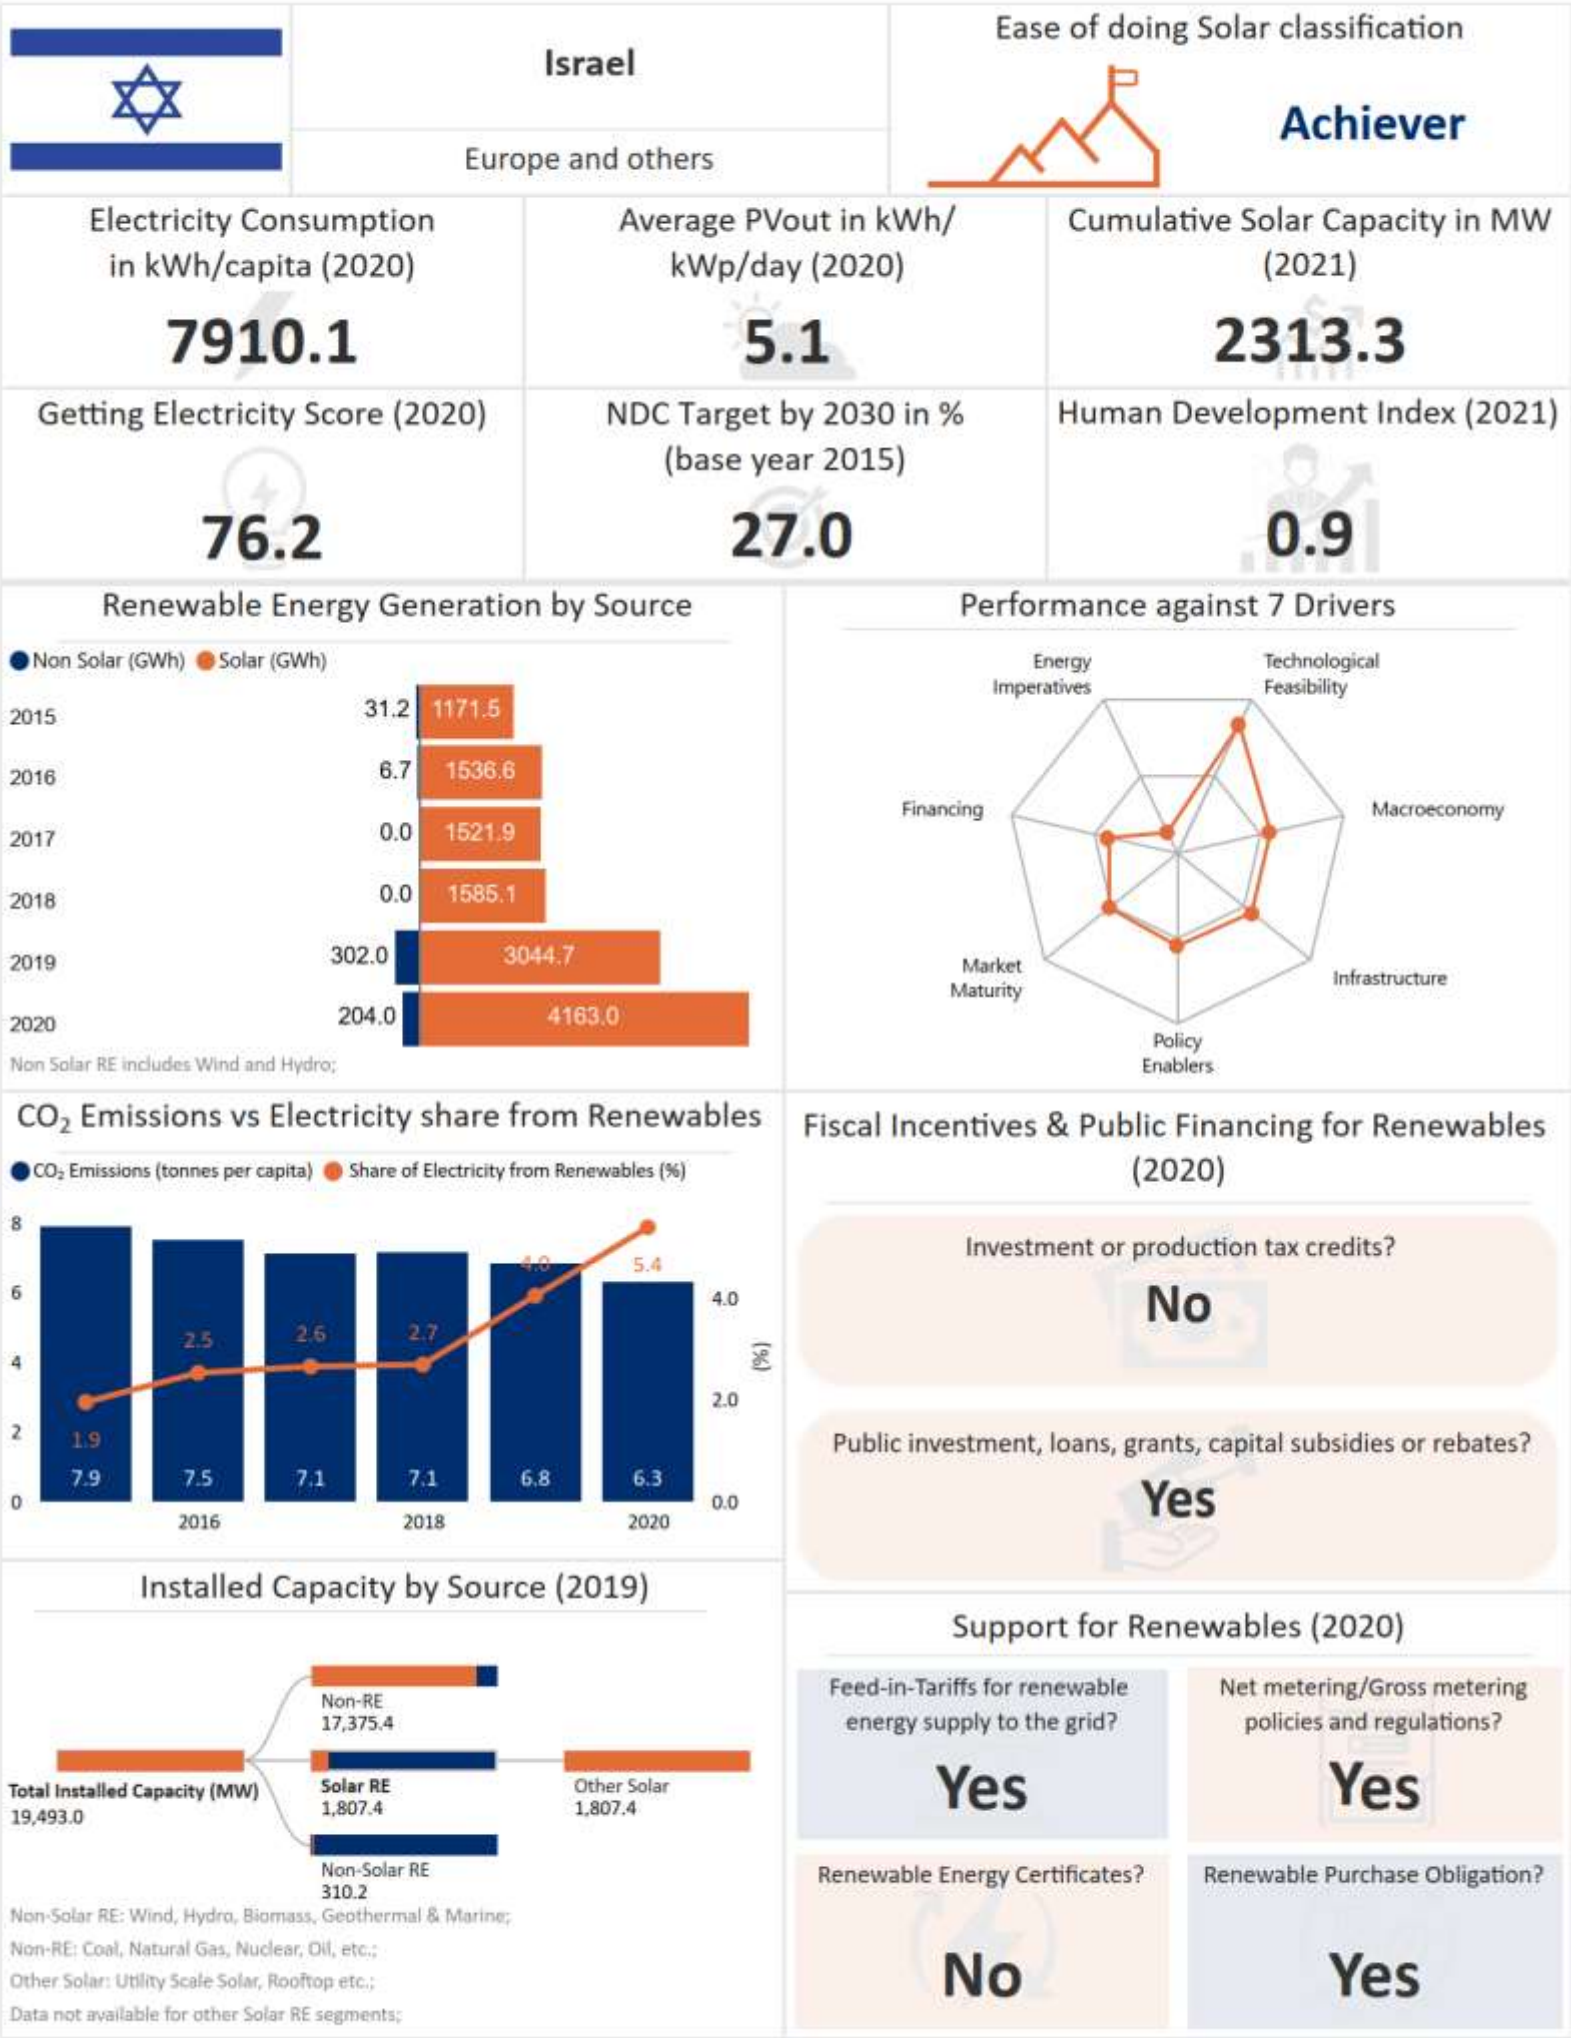 Israel
Europe and others
Ease of doing Solar classification
Achiever
Electricity Consumption
in kWh/capita (2020)
7910.1
Average PVout in kWh/
kWp/day (2020)
5.1
Cumulative Solar Capacity in MW
(2021)
2313.3
Getting Electricity Score (2020)
76.2
NDC Target by 2030 in %
(base year 2015)
27.0
Human Development Index (2021)
0.9
Renewable Energy Generation by Source
Non Solar (GWh) Solar (GWh)
2015 31.2 1171.5
2016 6.7 1536.6
2017 0.0 1521.9
2018 0.0 1585.1
2019 302.0 3044.7
2020 204.0 4163.0
Non Solar RE includes Wind and Hydro;
Performance against 7 Drivers
Energy
Imperatives
Technological
Feasibility
Financing
Macroeconomy
Market
Maturity
Infrastructure
Policy
Enablers
CO₂ Emissions vs Electricity share from Renewables
CO₂ Emissions (tonnes per capita) Share of Electricity from Renewables (%)
8
6
4
2
0
1.9
2.5
2.6
2.7
4.0
5.4
7.9
7.5
7.1
7.1
6.8
6.3
4.0
2.0
0.0
(%)
2016
2018
2020
Fiscal Incentives & Public Financing for Renewables
(2020)
Investment or production tax credits?
No
Public investment, loans, grants, capital subsidies or rebates?
Yes
Installed Capacity by Source (2019)
Total Installed Capacity (MW)
19,493.0
Non-RE
17,375.4
Solar RE
1,807.4
Other Solar
1,807.4
Non-Solar RE
310.2
Non-Solar RE: Wind, Hydro, Biomass, Geothermal & Marine;
Non-RE: Coal, Natural Gas, Nuclear, Oil, etc.;
Other Solar: Utility Scale Solar, Rooftop etc.;
Data not available for other Solar RE segments;
Support for Renewables (2020)
Feed-in-Tariffs for renewable
energy supply to the grid?
Yes
Net metering/Gross metering
policies and regulations?
Yes
Renewable Energy Certificates?
No
Renewable Purchase Obligation?
Yes